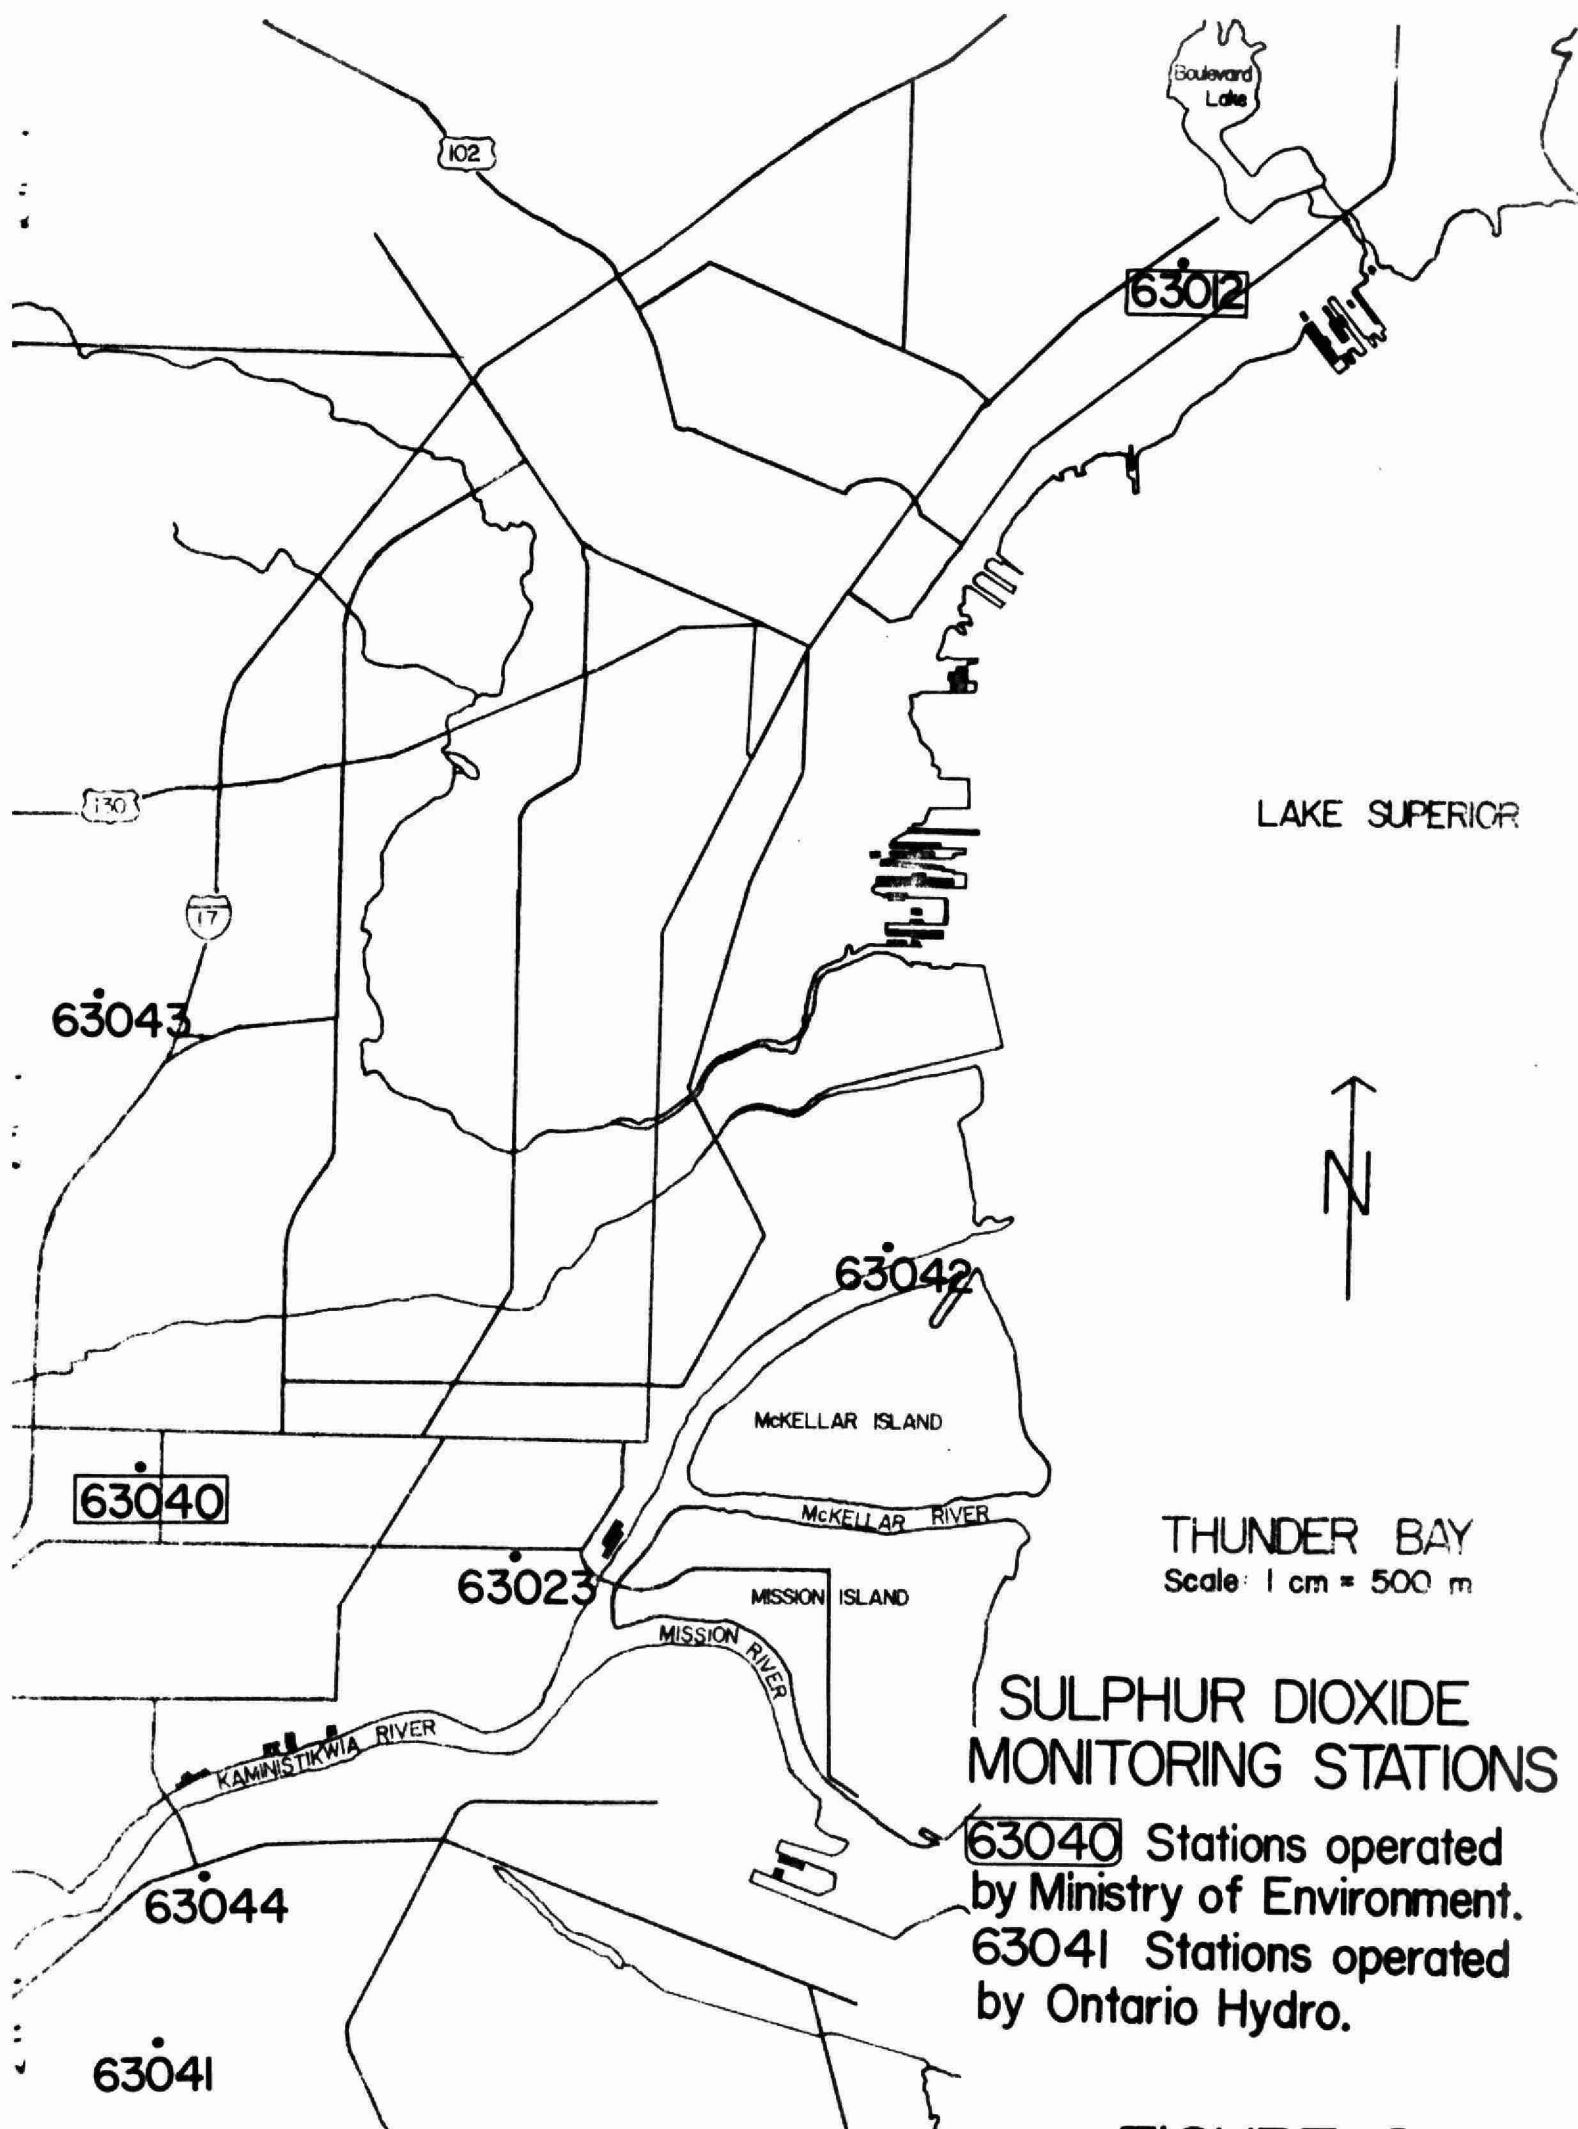 Boulevard
Lake
102
63012
130
LAKE SUPERIOR
17
63043
N
63042
McKELLAR ISLAND
63040
McKELLAR RIVER
THUNDER BAY
Scale: 1 cm = 500 m
63023
MISSION ISLAND
MISSION RIVER
SULPHUR DIOXIDE
MONITORING STATIONS
KAMINISTIKWIA RIVER
63040 Stations operated
by Ministry of Environment.
63044
63041 Stations operated
by Ontario Hydro.
63041